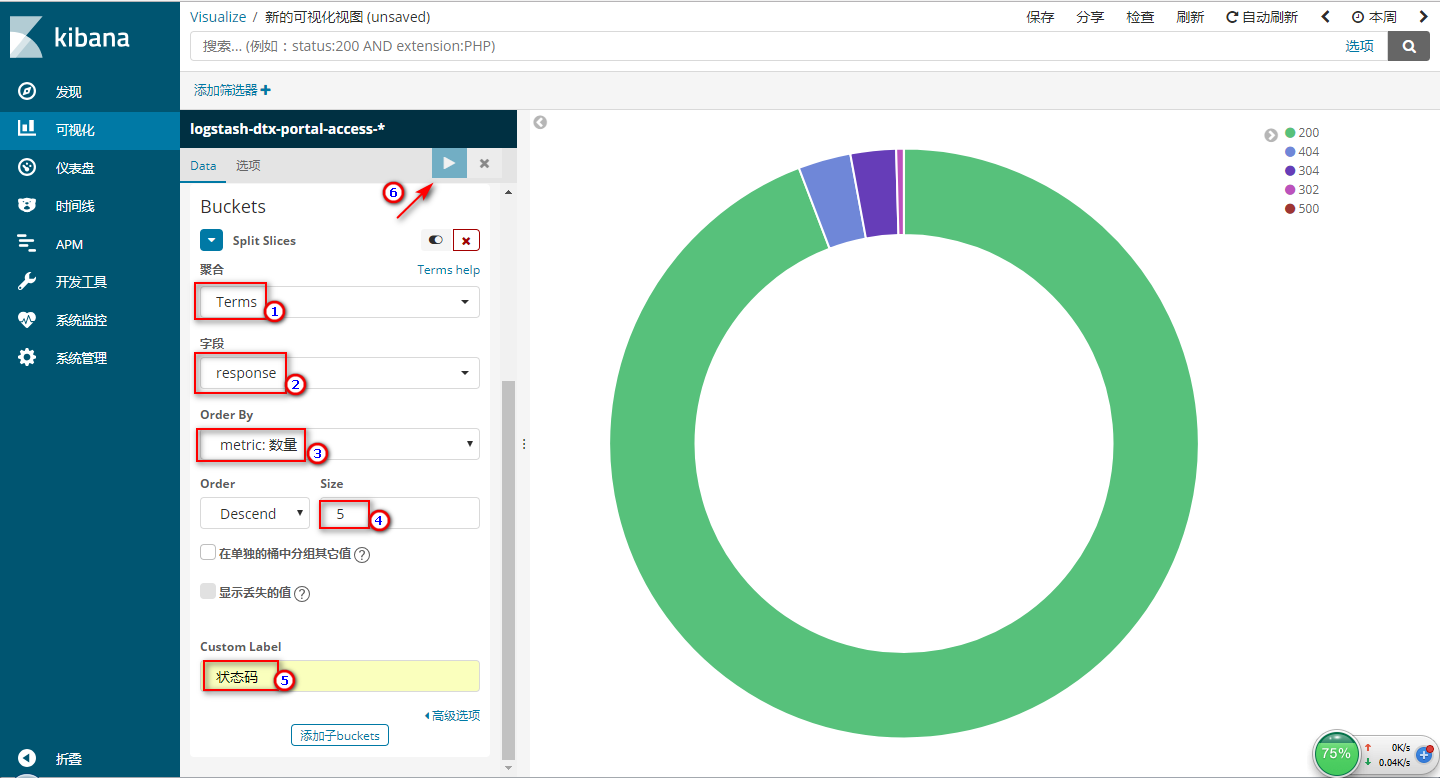 kibana
发现
可视化
仪表盘
时间线
APM
开发工具
系统监控
系统管理
折叠
Visualize / 新的可视化视图 (unsaved)
保存 分享 检查 刷新 自动刷新 本周
搜索... (例如：status:200 AND extension:PHP)
选项
添加筛选器
logstash-dtx-portal-access-*
Data 选项
6
Buckets
Split Slices
聚合 Terms help
Terms
1
字段
response
2
Order By
metric: 数量
3
Order Size
Descend 5
4
在单独的桶中分组其它值 ?
显示丢失的值 ?
Custom Label
状态码
5
高级选项
添加子buckets
200
404
304
302
500
75%
0K/s
0.04K/s